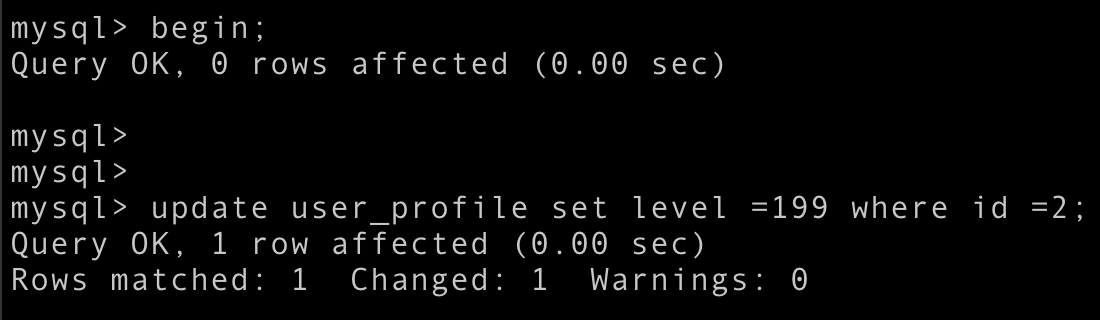 mysql> begin;
Query OK, 0 rows affected (0.00 sec)
mysql>
mysql>
mysql> update user_profile set level =199 where id =2;
Query OK, 1 row affected (0.00 sec)
Rows matched: 1  Changed: 1  Warnings: 0